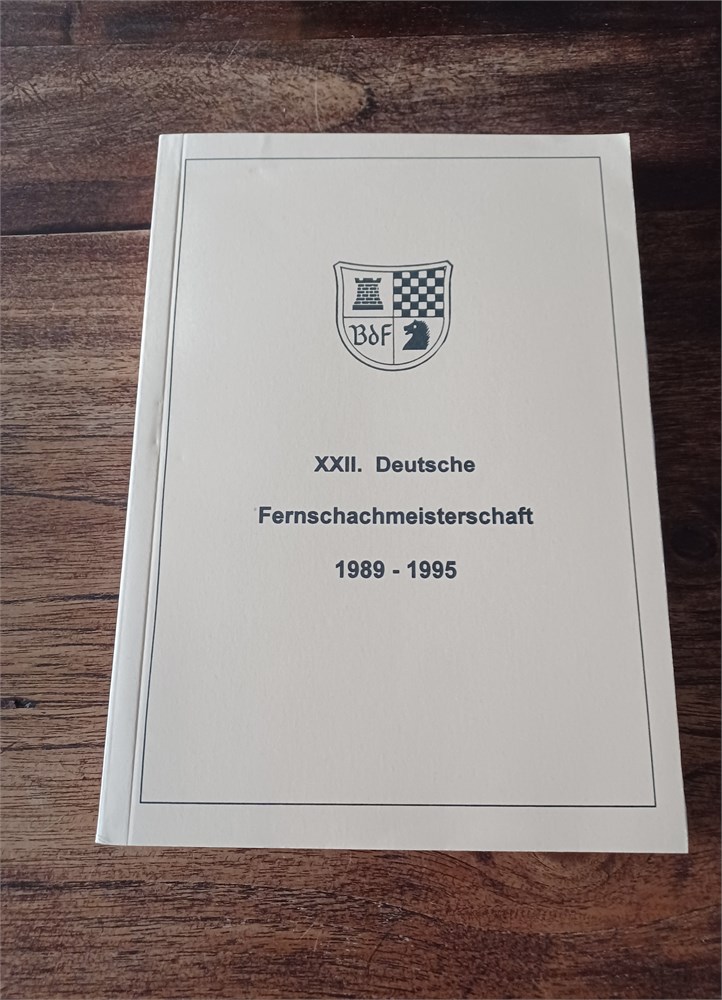 BdF
XXII. Deutsche
Fernschachmeisterschaft
1989 - 1995